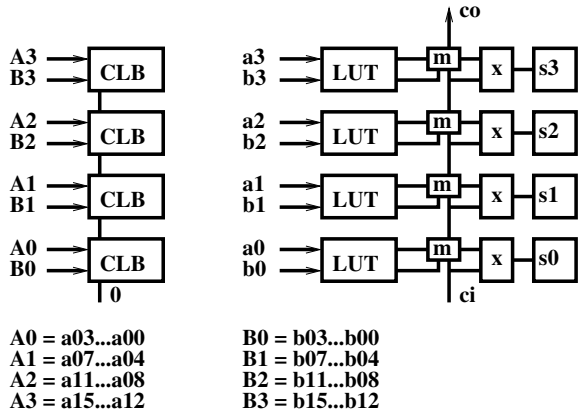 co
A3 CLB a3 LUT m x s3
B3 b3
A2 CLB a2 LUT m x s2
B2 b2
A1 CLB a1 LUT m x s1
B1 b1
A0 CLB a0 LUT m x s0
B0 b0
0 ci
A0 = a03...a00 B0 = b03...b00
A1 = a07...a04 B1 = b07...b04
A2 = a11...a08 B2 = b11...b08
A3 = a15...a12 B3 = b15...b12